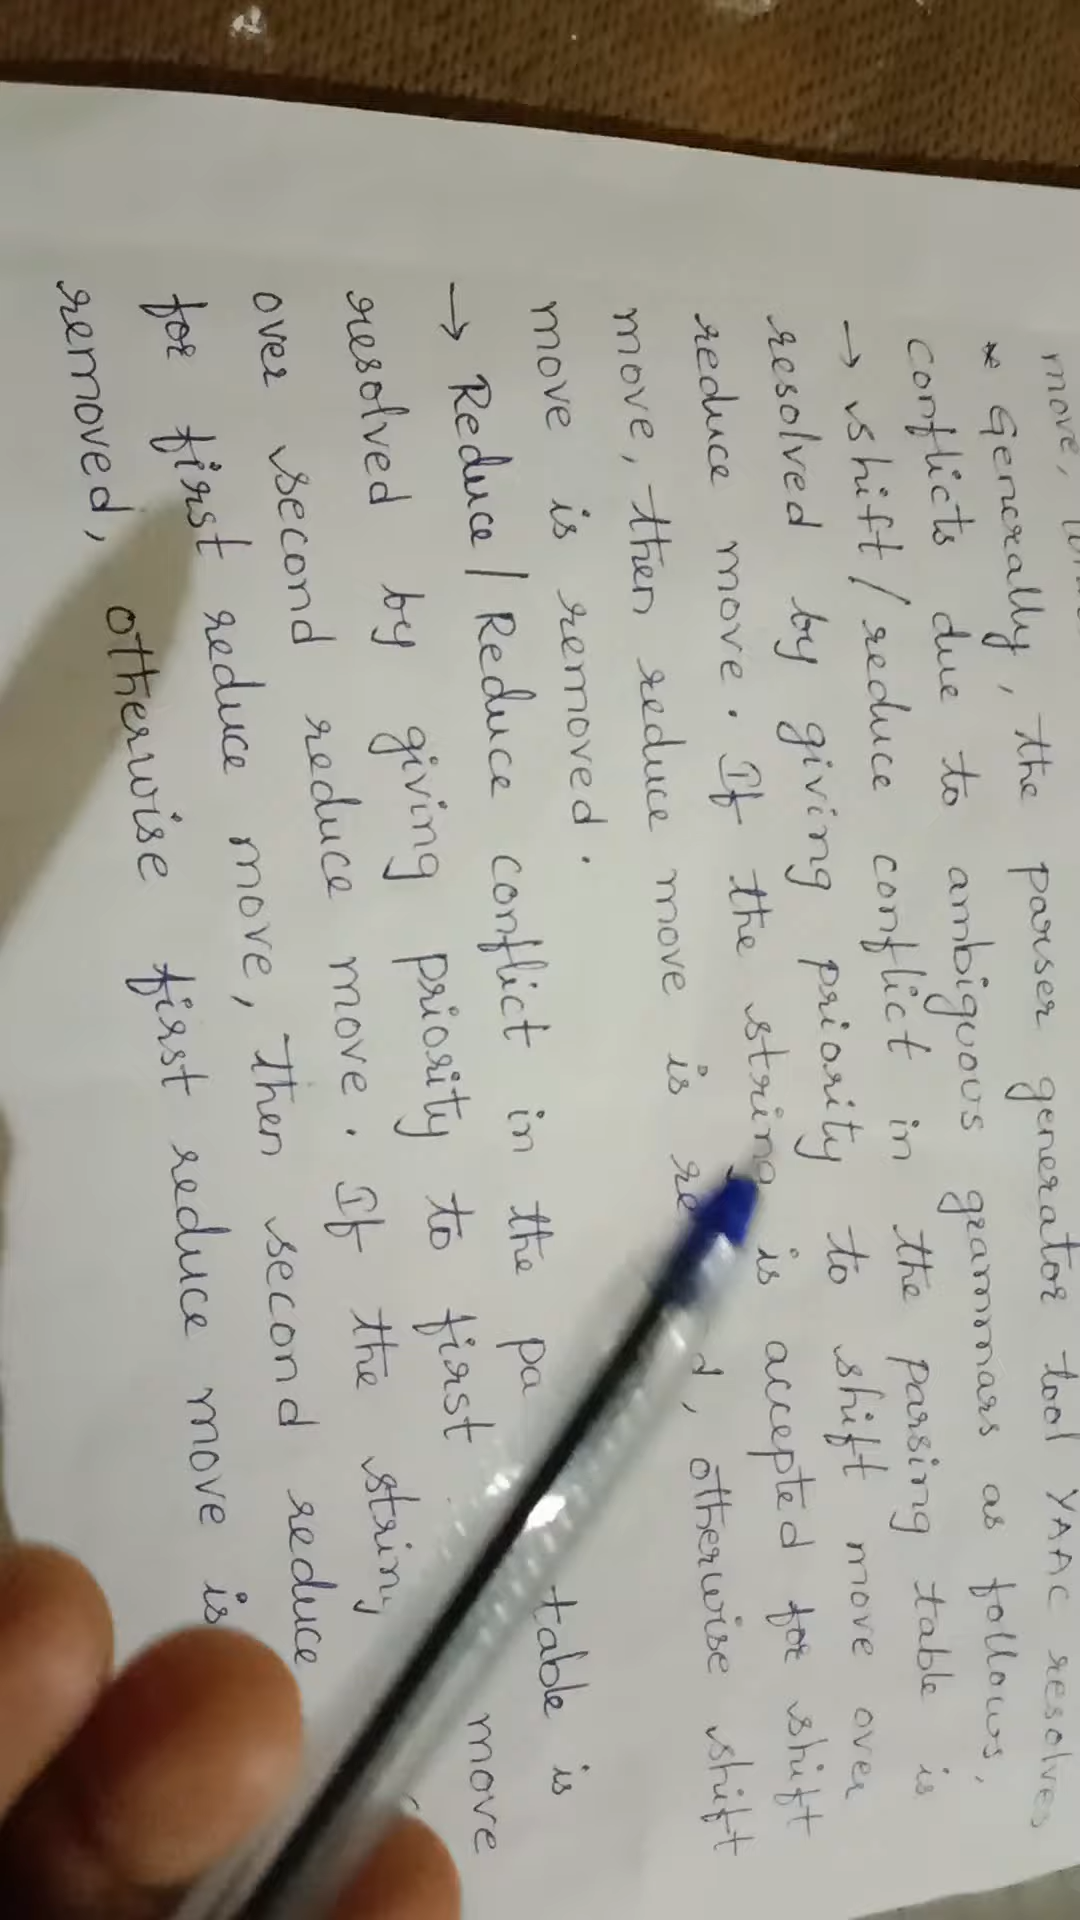 move,
* Generally, the parser generator tool YAAC resolves
conflicts due to ambiguous grammars as follows,
→ shift/reduce conflict in the parsing table is
resolved by giving priority to shift move over
reduce move. If the string is accepted for shift
move, then reduce move is re d, otherwise shift
move is removed.
→ Reduce/Reduce conflict in the pa table is
resolved by giving priority to first move
over second reduce move. If the string
for first reduce move, then second reduce
removed, otherwise first reduce move is